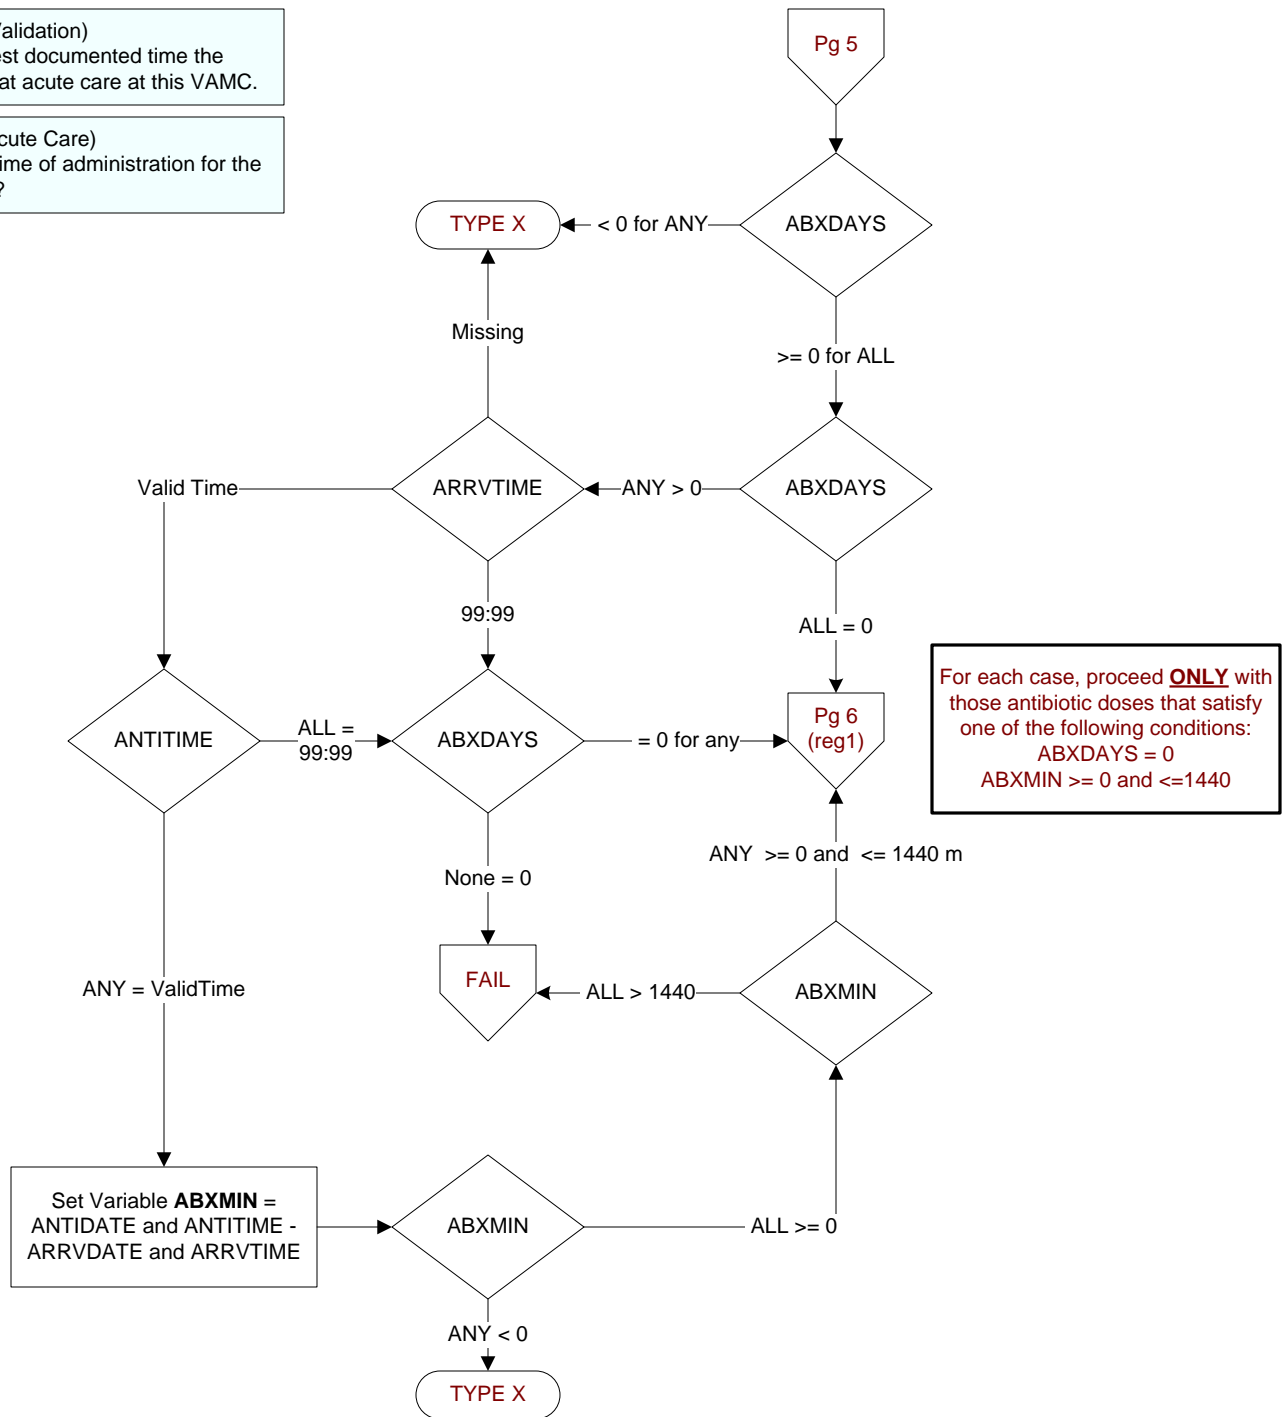 alidation)
est documented time the
at acute care at this VAMC.
cute Care)
ime of administration for the
?
Pg 5
ABXDAYS
< 0 for ANY
TYPE X
Missing
>= 0 for ALL
Valid Time
ARRVTIME
ANY > 0
ABXDAYS
99:99
ALL = 0
For each case, proceed ONLY with
those antibiotic doses that satisfy
one of the following conditions:
ABXDAYS = 0
ABXMIN >= 0 and <=1440
ANTITIME
ALL =
99:99
ABXDAYS
= 0 for any
Pg 6
(reg1)
ANY >= 0 and <= 1440 m
None = 0
FAIL
ALL > 1440
ABXMIN
ANY = ValidTime
Set Variable ABXMIN =
ANTIDATE and ANTITIME -
ARRVDATE and ARRVTIME
ABXMIN
ALL >= 0
ANY < 0
TYPE X